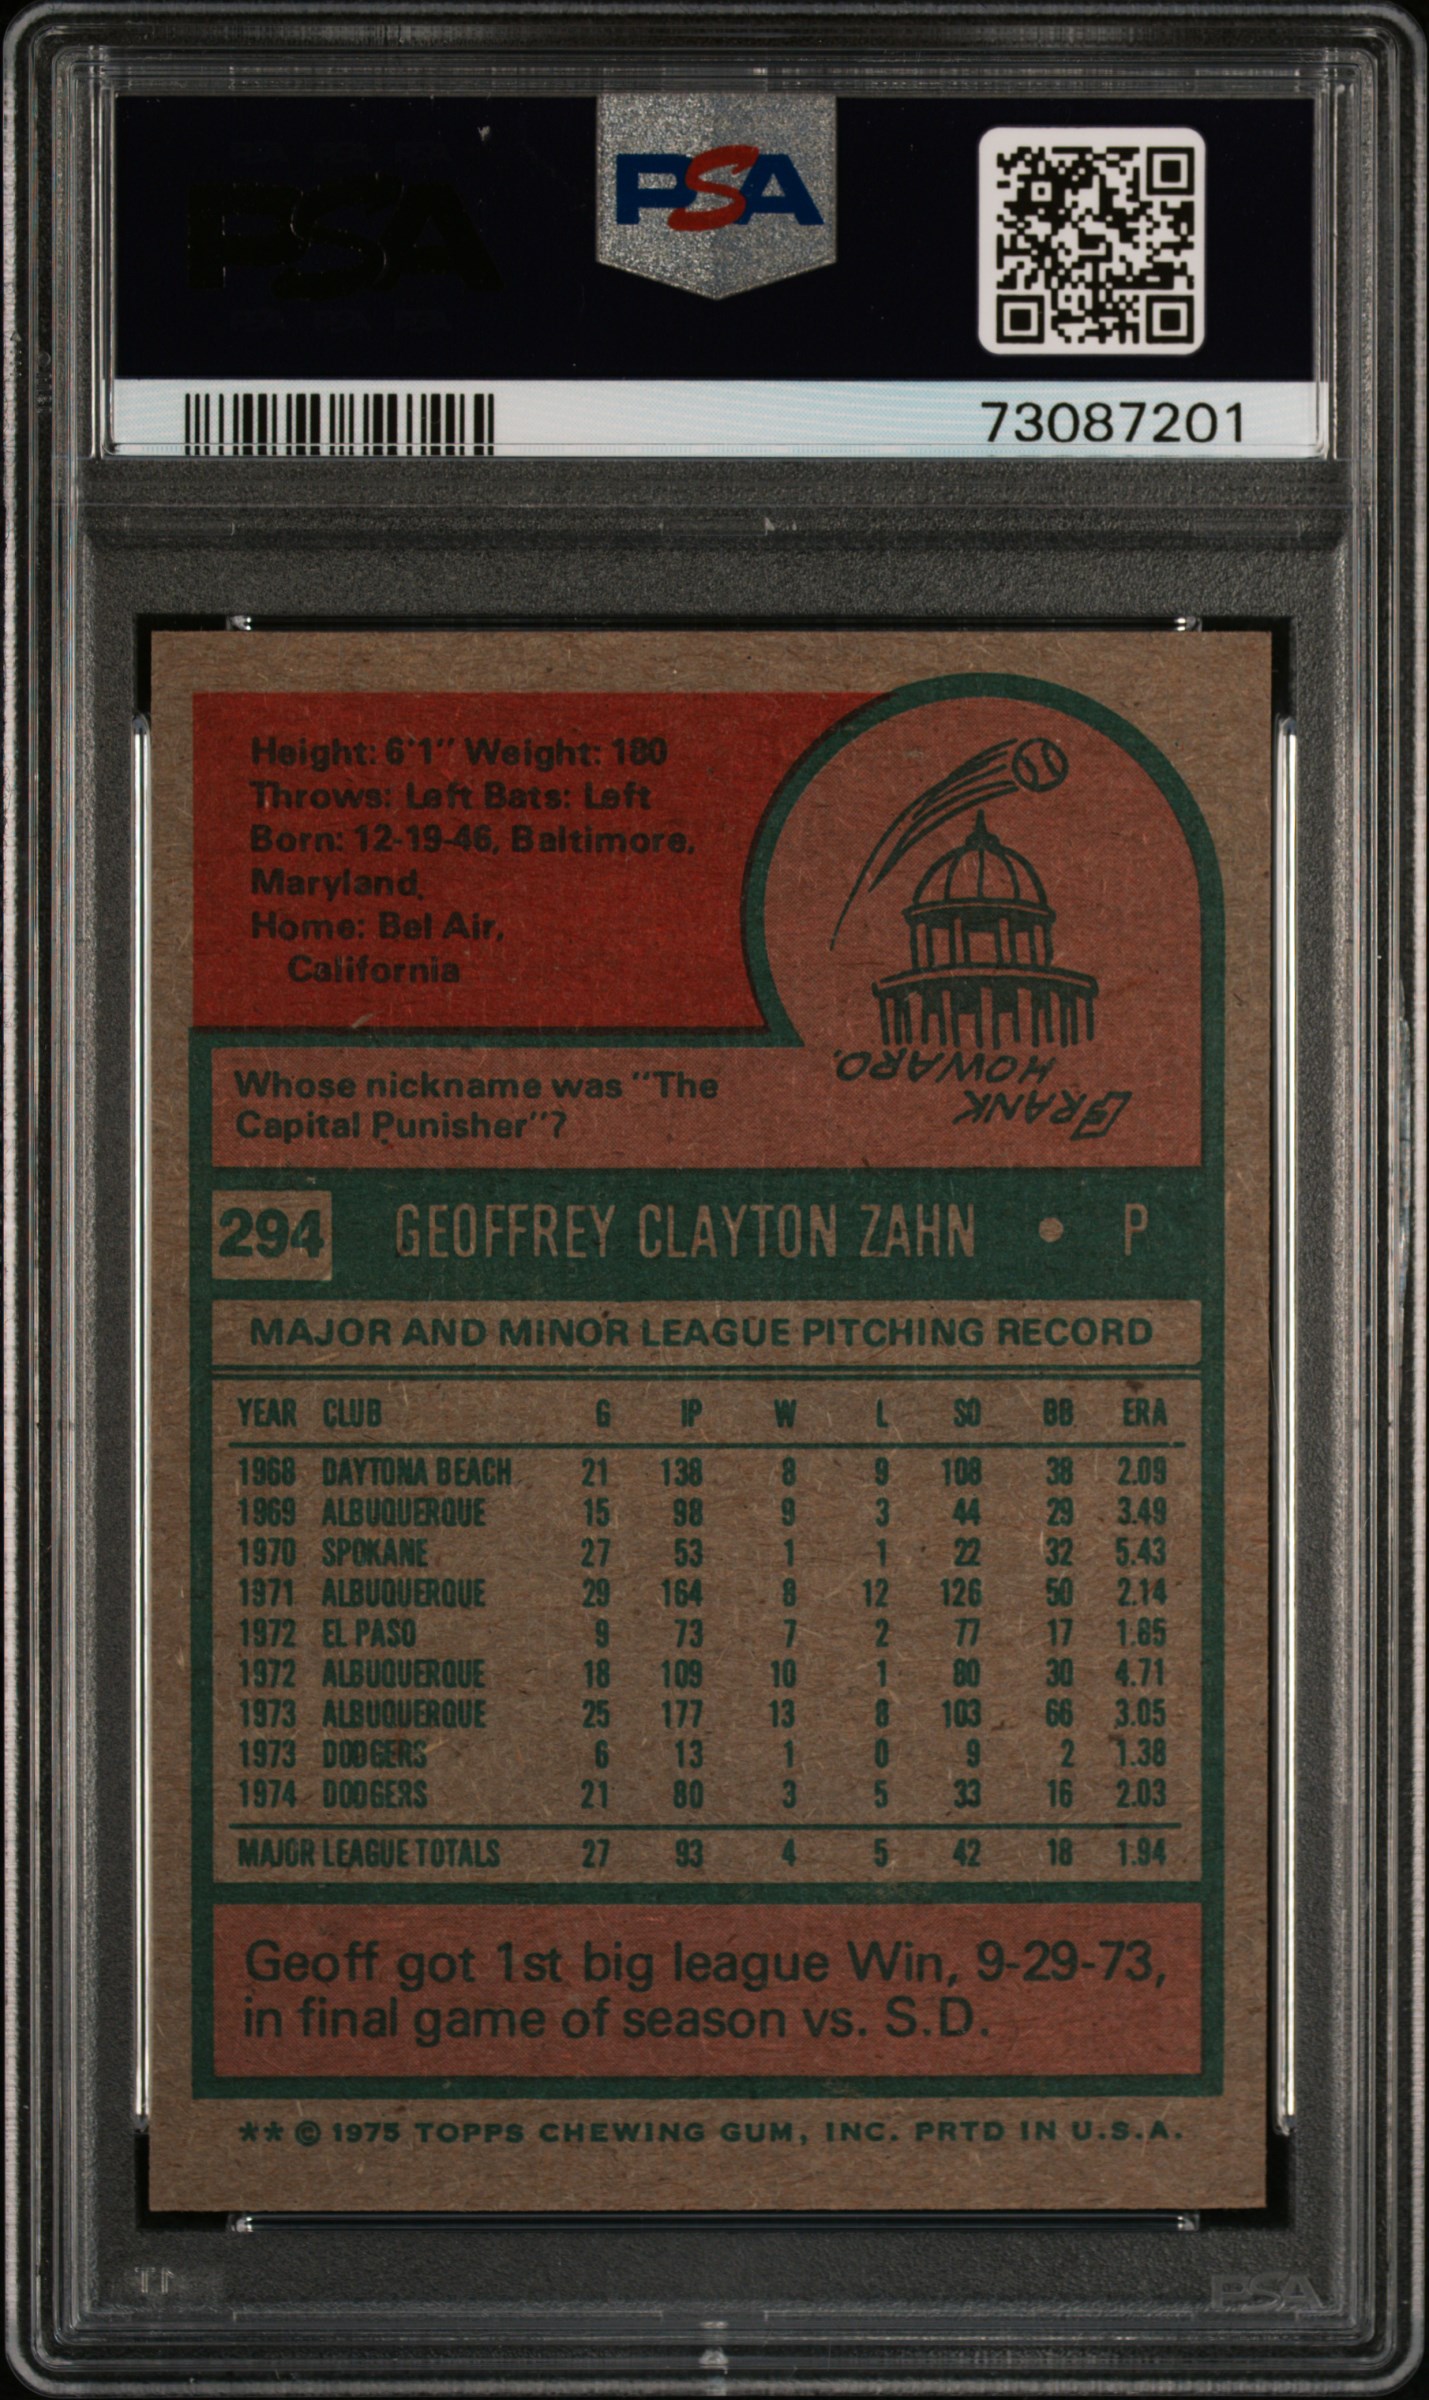 PSA
PSA
73087201
Height: 6'1" Weight: 180
Throws: Left Bats: Left
Born: 12-19-46, Baltimore,
Maryland.
Home: Bel Air,
California
Whose nickname was "The
Capital Punisher"?
FRANK
HOWARD.
294 GEOFFREY CLAYTON ZAHN • P
MAJOR AND MINOR LEAGUE PITCHING RECORD
YEAR CLUB G IP W L SO BB ERA
1968 DAYTONA BEACH 21 138 8 9 108 38 2.09
1969 ALBUQUERQUE 15 98 9 3 44 29 3.49
1970 SPOKANE 27 53 1 1 22 32 5.43
1971 ALBUQUERQUE 29 164 8 12 126 50 2.14
1972 EL PASO 9 73 7 2 77 17 1.85
1972 ALBUQUERQUE 18 109 10 1 80 30 4.71
1973 ALBUQUERQUE 25 177 13 8 103 66 3.05
1973 DODGERS 6 13 1 0 9 2 1.38
1974 DODGERS 21 80 3 5 33 16 2.03
MAJOR LEAGUE TOTALS 27 93 4 5 42 18 1.94
Geoff got 1st big league Win, 9-29-73,
in final game of season vs. S.D.
** © 1975 TOPPS CHEWING GUM, INC. PRTD IN U.S.A.
PSA